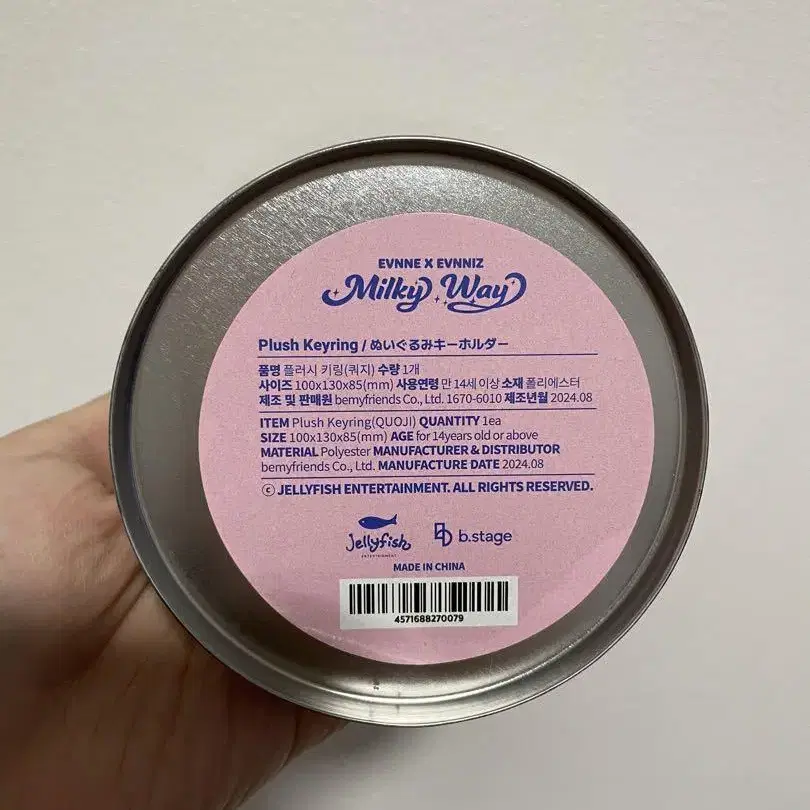 EVNNE X EVNNIZ
Milky Way
Plush Keyring / ぬいぐるみキーホルダー
품명 플러시 키링(쿼지) 수량 1개
사이즈 100x130x85(mm) 사용연령 만 14세 이상 소재 폴리에스터
제조 및 판매원 bemyfriends Co., Ltd. 1670-6010 제조년월 2024.08
ITEM Plush Keyring(QUOJI) QUANTITY 1ea
SIZE 100x130x85(mm) AGE for 14years old or above
MATERIAL Polyester MANUFACTURER & DISTRIBUTOR
bemyfriends Co., Ltd. MANUFACTURE DATE 2024.08
ⓒ JELLYFISH ENTERTAINMENT. ALL RIGHTS RESERVED.
Jellyfish
ENTERTAINMENT
b.stage
MADE IN CHINA
4571688270079